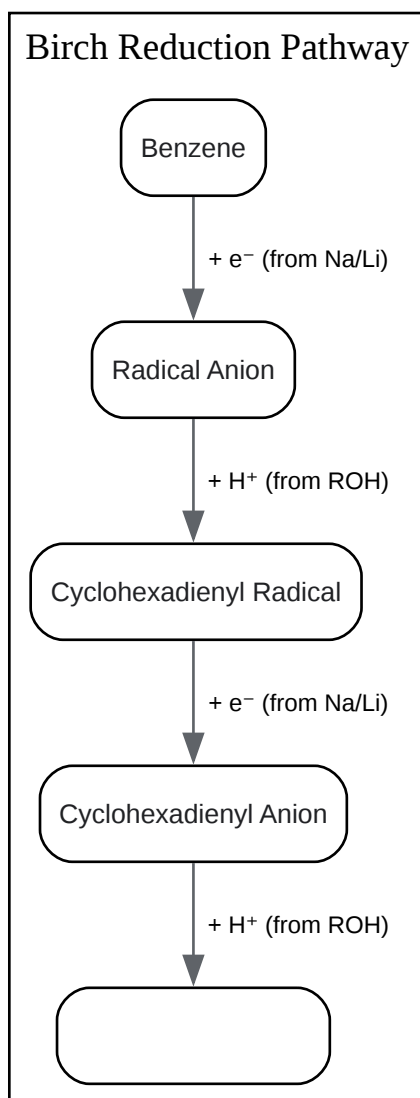 Birch Reduction Pathway
Benzene
+ e⁻ (from Na/Li)
Radical Anion
+ H⁺ (from ROH)
Cyclohexadienyl Radical
+ e⁻ (from Na/Li)
Cyclohexadienyl Anion
+ H⁺ (from ROH)